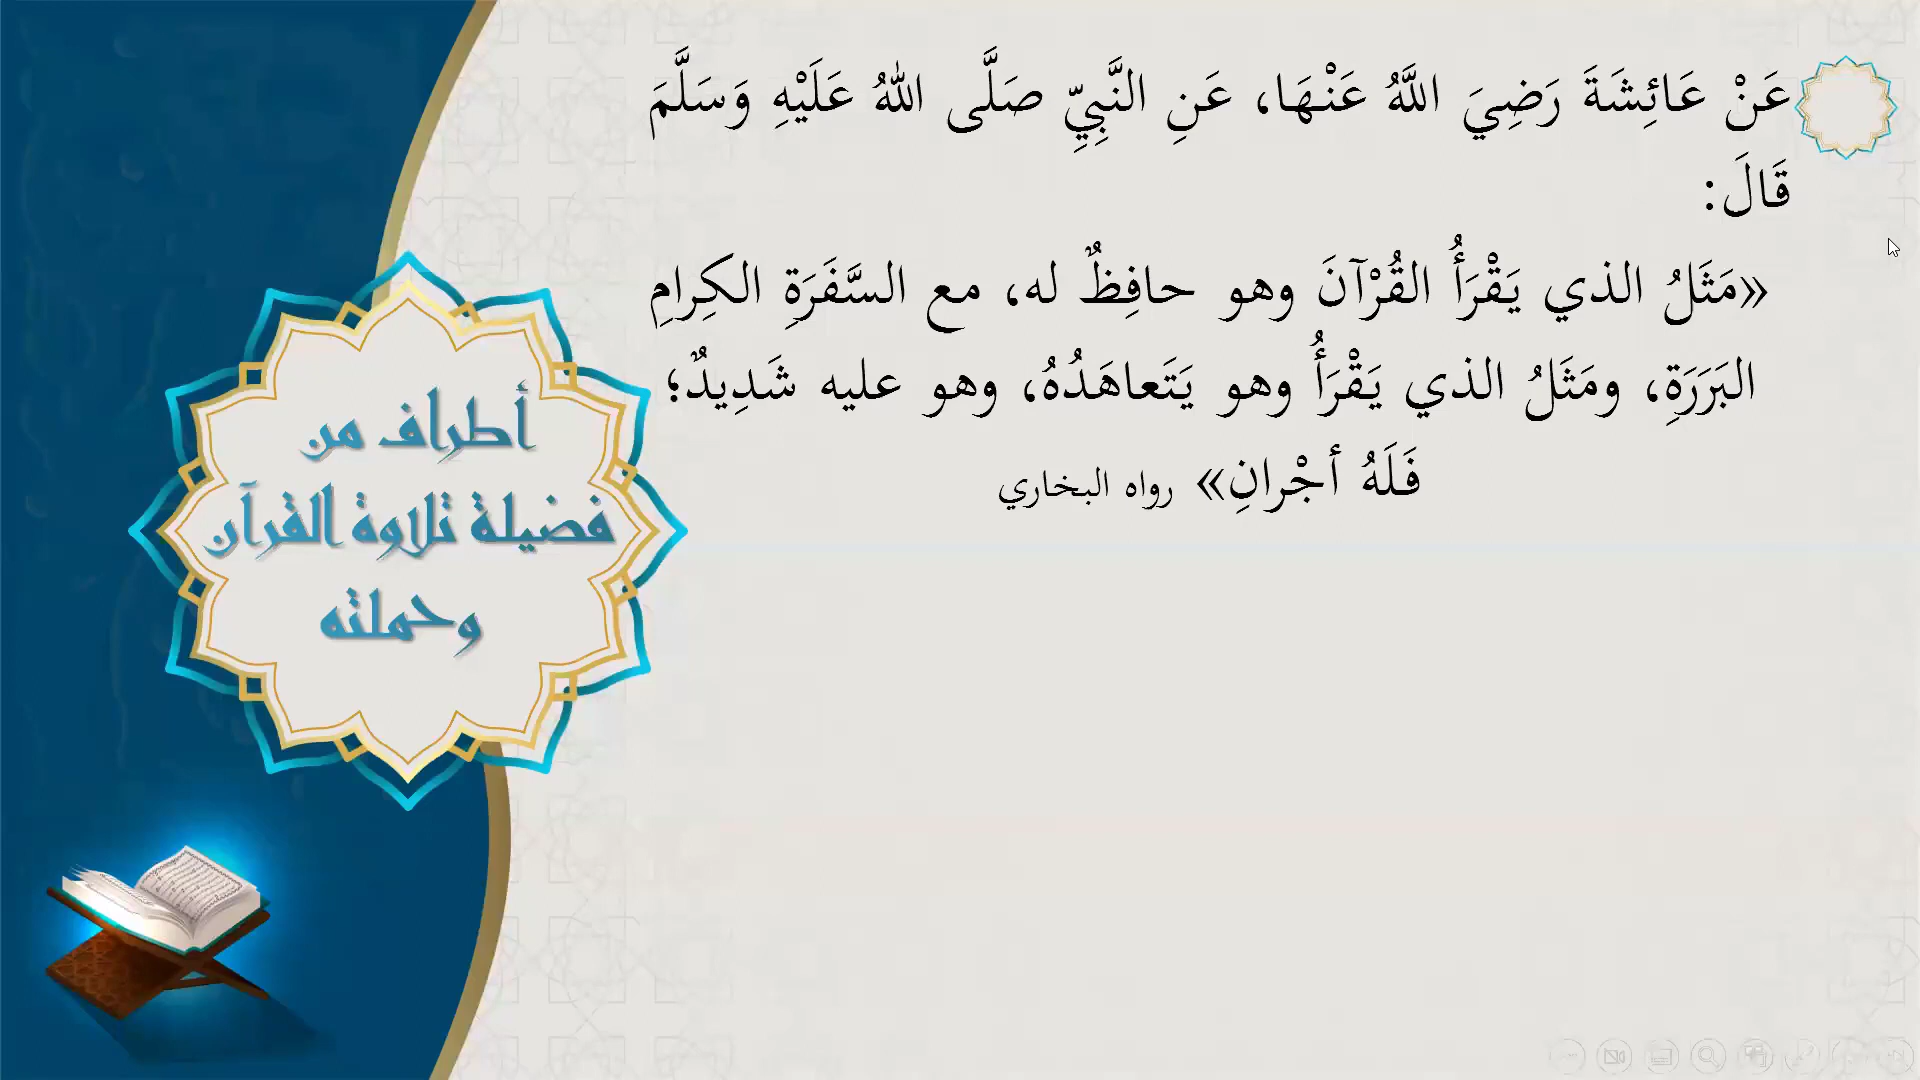 عَنْ عَائِشَةَ رَضِيَ اللَّهُ عَنْهَا، عَنِ النَّبِيِّ صَلَّى اللهُ عَلَيْهِ وَسَلَّمَ
قَالَ:
«مَثَلُ الذي يَقْرَأُ القُرْآنَ وهو حافِظٌ له، مع السَّفَرَةِ الكِرامِ
البَرَرَةِ، ومَثَلُ الذي يَقْرَأُ وهو يَتَعاهَدُهُ، وهو عليه شَدِيدٌ؛
فَلَهُ أجْرانِ» رواه البخاري
أطراف من
فضيلة تلاوة القرآن
وحملته